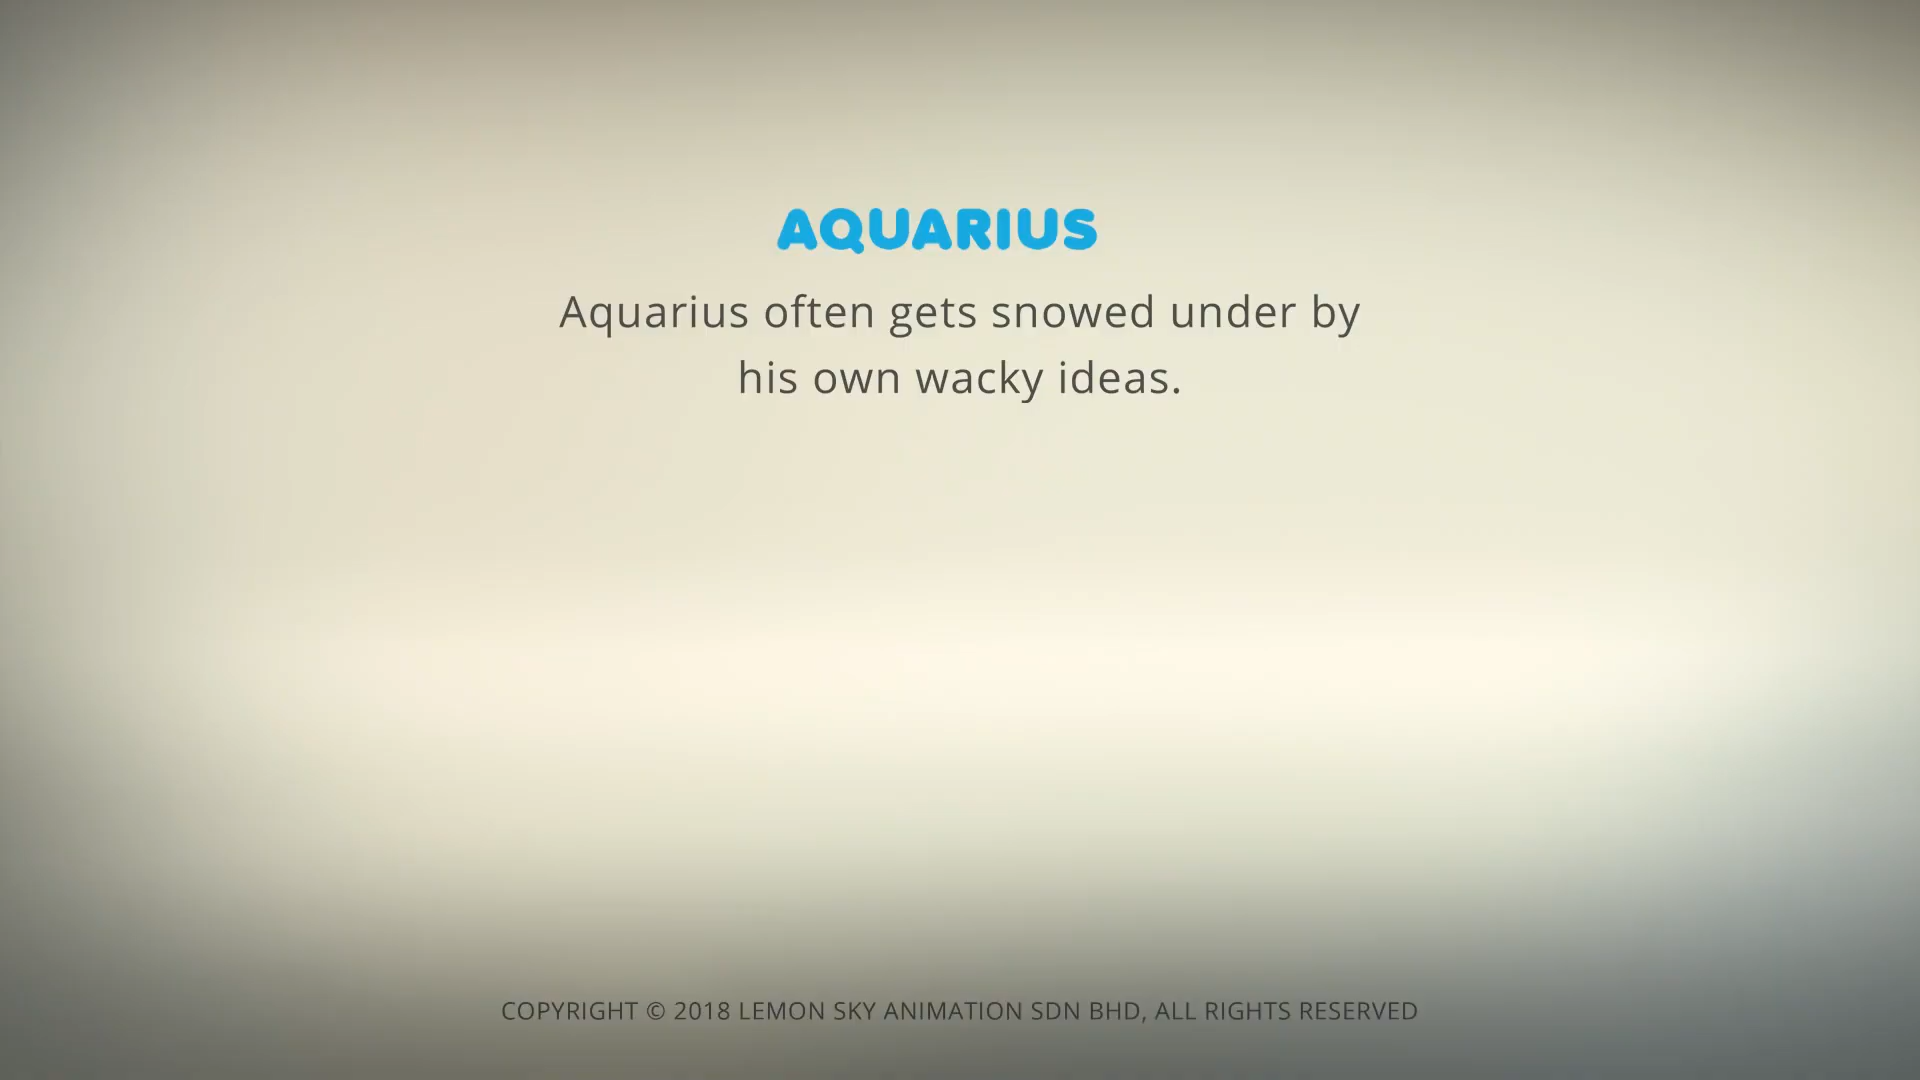 AQUARIUS
Aquarius often gets snowed under by
his own wacky ideas.
COPYRIGHT © 2018 LEMON SKY ANIMATION SDN BHD, ALL RIGHTS RESERVED